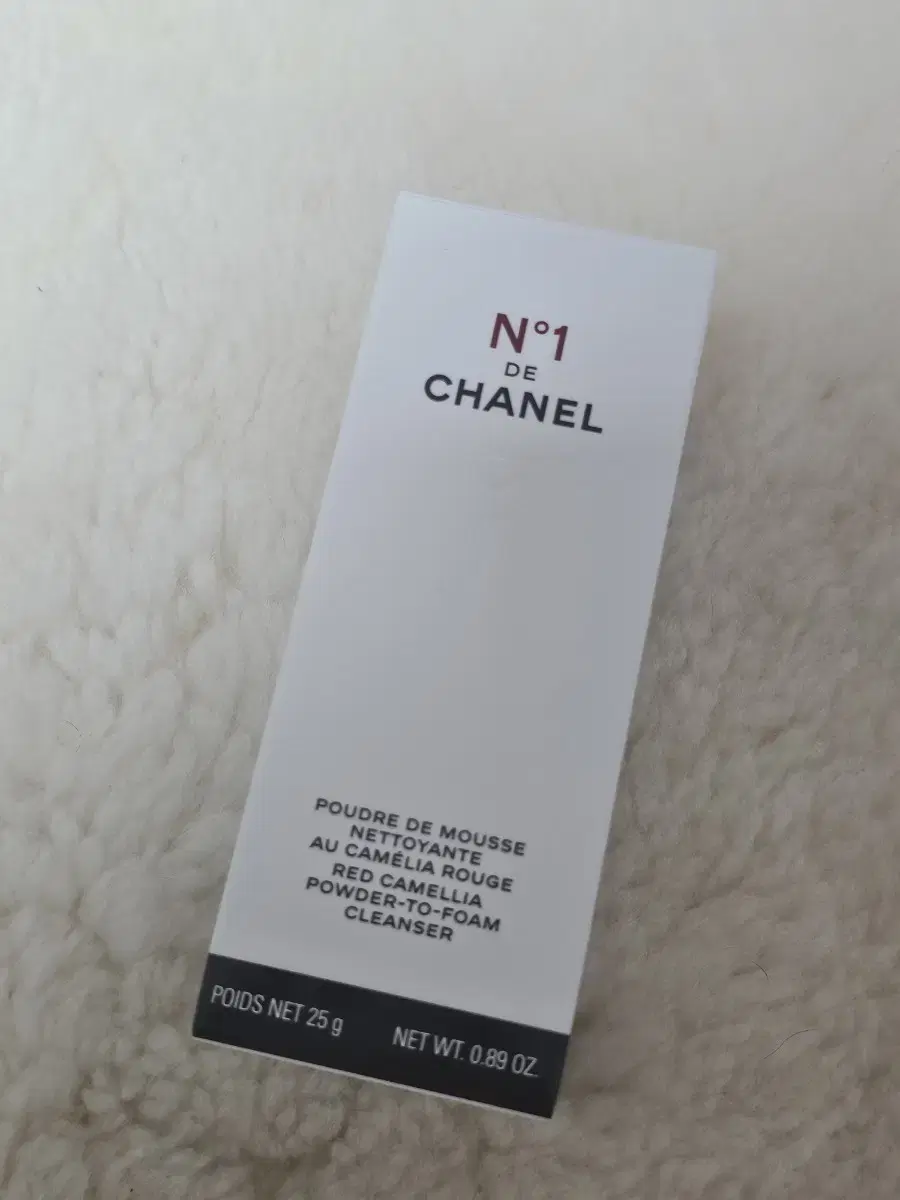 N°1
DE
CHANEL
POUDRE DE MOUSSE
NETTOYANTE
AU CAMÉLIA ROUGE
RED CAMELLIA
POWDER-TO-FOAM
CLEANSER
POIDS NET 25 g NET WT. 0.89 OZ.